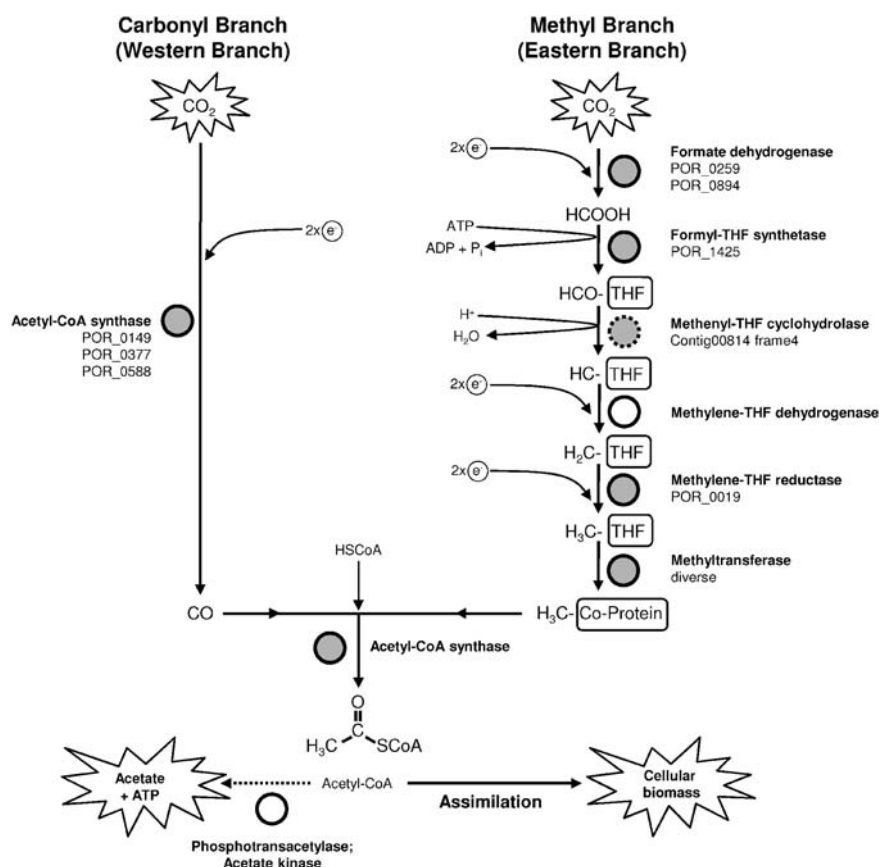 Carbonyl Branch
(Western Branch)
Methyl Branch
(Eastern Branch)
CO2
CO2
2x e-
Formate dehydrogenase
POR_0259
POR_0894
HCOOH
ATP
ADP + Pi
Formyl-THF synthetase
POR_1425
2x e-
HCO- THF
Acetyl-CoA synthase
POR_0149
POR_0377
POR_0588
H+
H2O
Methenyl-THF cyclohydrolase
Contig00814 frame4
HC- THF
2x e-
Methylene-THF dehydrogenase
H2C- THF
2x e-
Methylene-THF reductase
POR_0019
H3C- THF
HSCoA
Methyltransferase
diverse
CO
H3C- Co-Protein
Acetyl-CoA synthase
O
C
H3C
SCoA
Acetate
+ ATP
Acetyl-CoA
Assimilation
Cellular
biomass
Phosphotransacetylase;
Acetate kinase